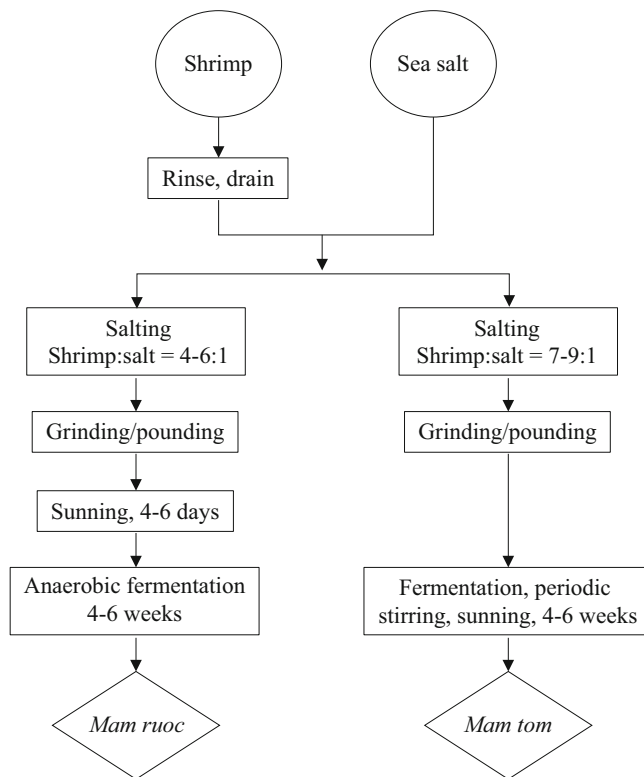 Shrimp
Sea salt
Rinse, drain
Salting
Shrimp:salt = 4-6:1
Salting
Shrimp:salt = 7-9:1
Grinding/pounding
Grinding/pounding
Sunning, 4-6 days
Anaerobic fermentation
4-6 weeks
Fermentation, periodic
stirring, sunning, 4-6 weeks
Mam ruoc
Mam tom